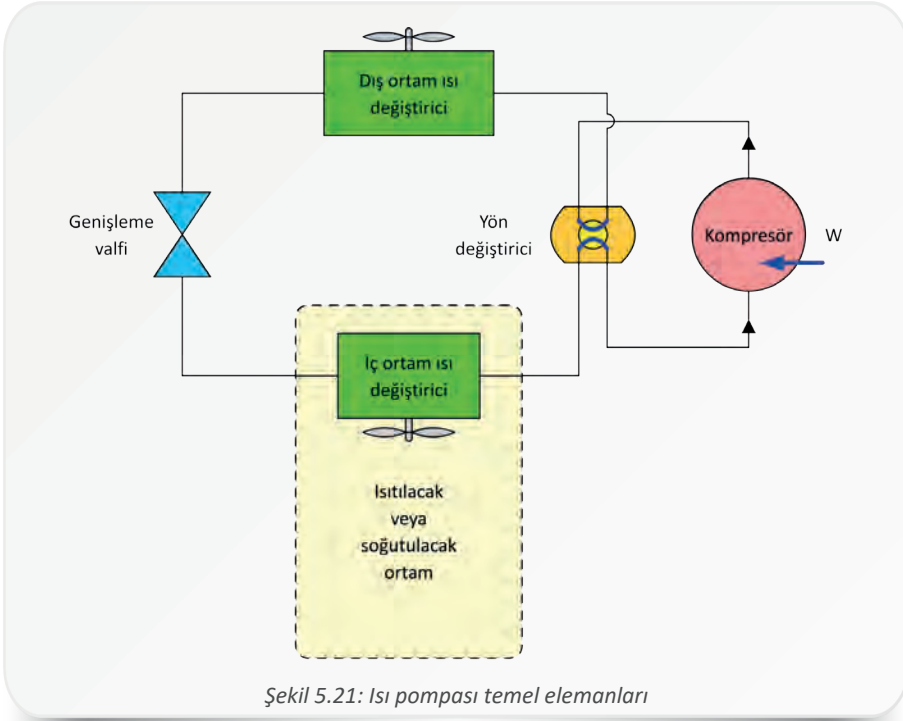 Dış ortam ısı
değiştirici
Genişleme
valfi
Yön
değiştirici
Kompresör
W
İç ortam ısı
değiştirici
Isıtılacak
veya
soğutulacak
ortam
Şekil 5.21: Isı pompası temel elemanları